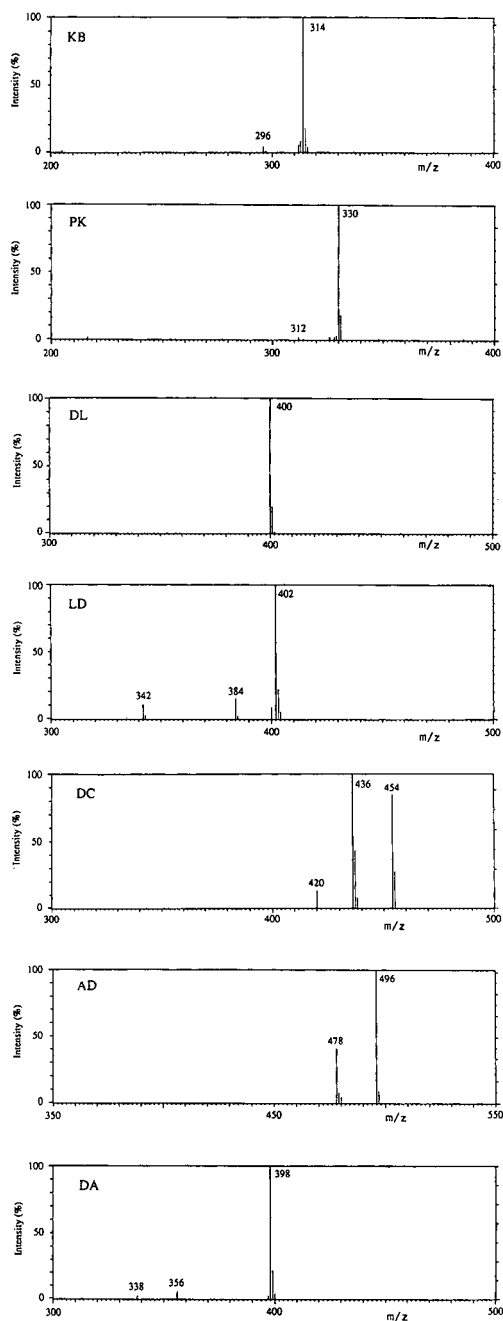 Intensity (%)
100
50
0
KB
314
296
200
300
400
m/z
Intensity (%)
100
50
0
PK
330
312
200
300
400
m/z
Intensity (%)
100
50
0
DL
400
300
400
500
m/z
Intensity (%)
100
50
0
LD
402
384
342
300
400
500
m/z
Intensity (%)
100
50
0
DC
436
454
420
300
400
500
m/z
Intensity (%)
100
50
0
AD
496
478
350
450
550
m/z
Intensity (%)
100
50
0
DA
398
338
356
300
400
500
m/z